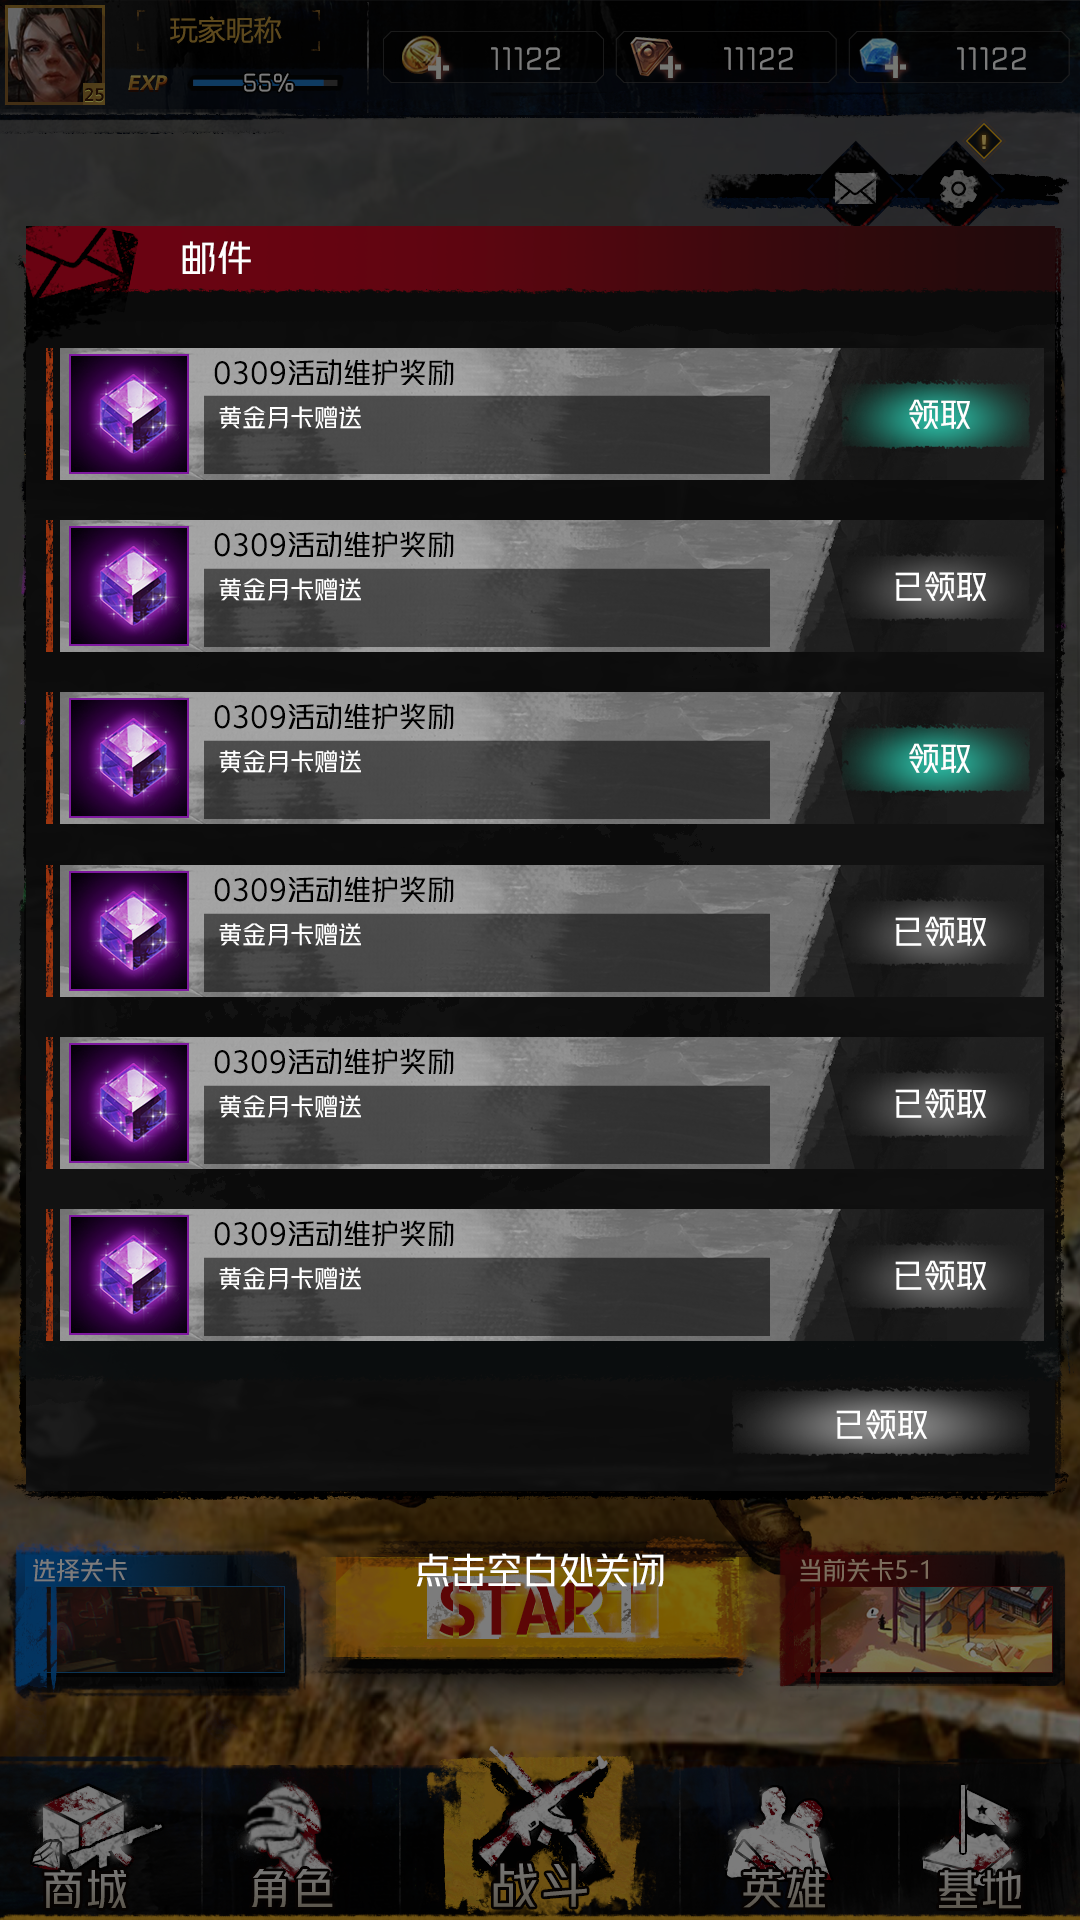 玩家昵称
25
EXP
55%
11122
11122
11122
!
邮件
0309活动维护奖励
黄金月卡赠送
领取
0309活动维护奖励
黄金月卡赠送
已领取
0309活动维护奖励
黄金月卡赠送
领取
0309活动维护奖励
黄金月卡赠送
已领取
0309活动维护奖励
黄金月卡赠送
已领取
0309活动维护奖励
黄金月卡赠送
已领取
已领取
选择关卡
点击空白处关闭
START
当前关卡5-1
商城
角色
战斗
英雄
基地